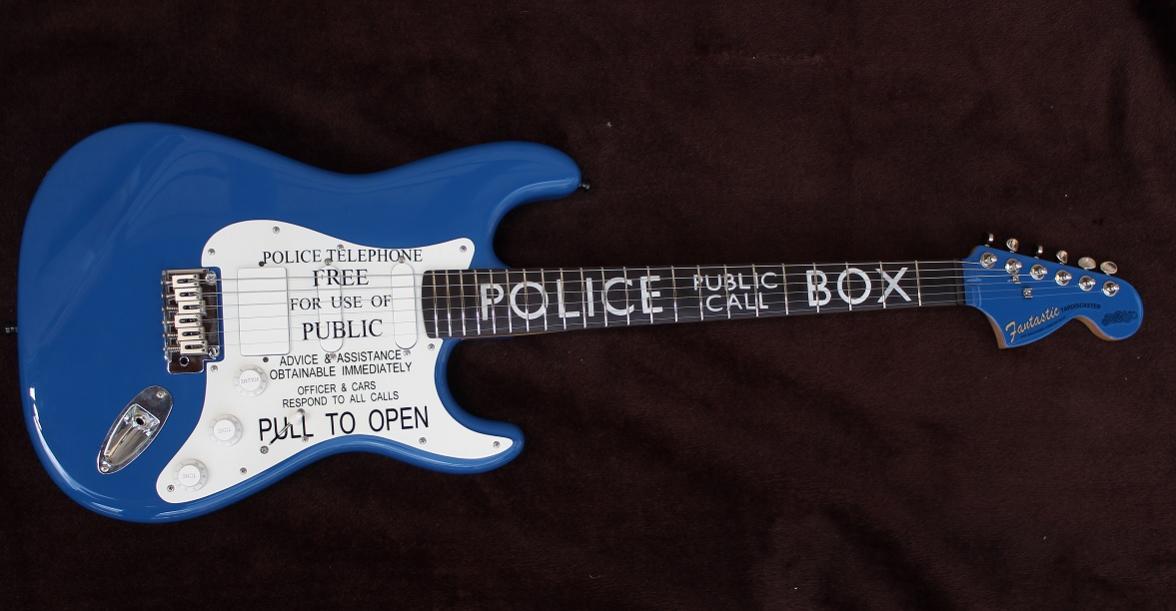 POLICE TELEPHONE
FREE
FOR USE OF
PUBLIC
ADVICE & ASSISTANCE
OBTAINABLE IMMEDIATELY
OFFICER & CARS
RESPOND TO ALL CALLS
PULL TO OPEN
POLICE PUBLIC CALL BOX
Fantastic TARDISCASTER